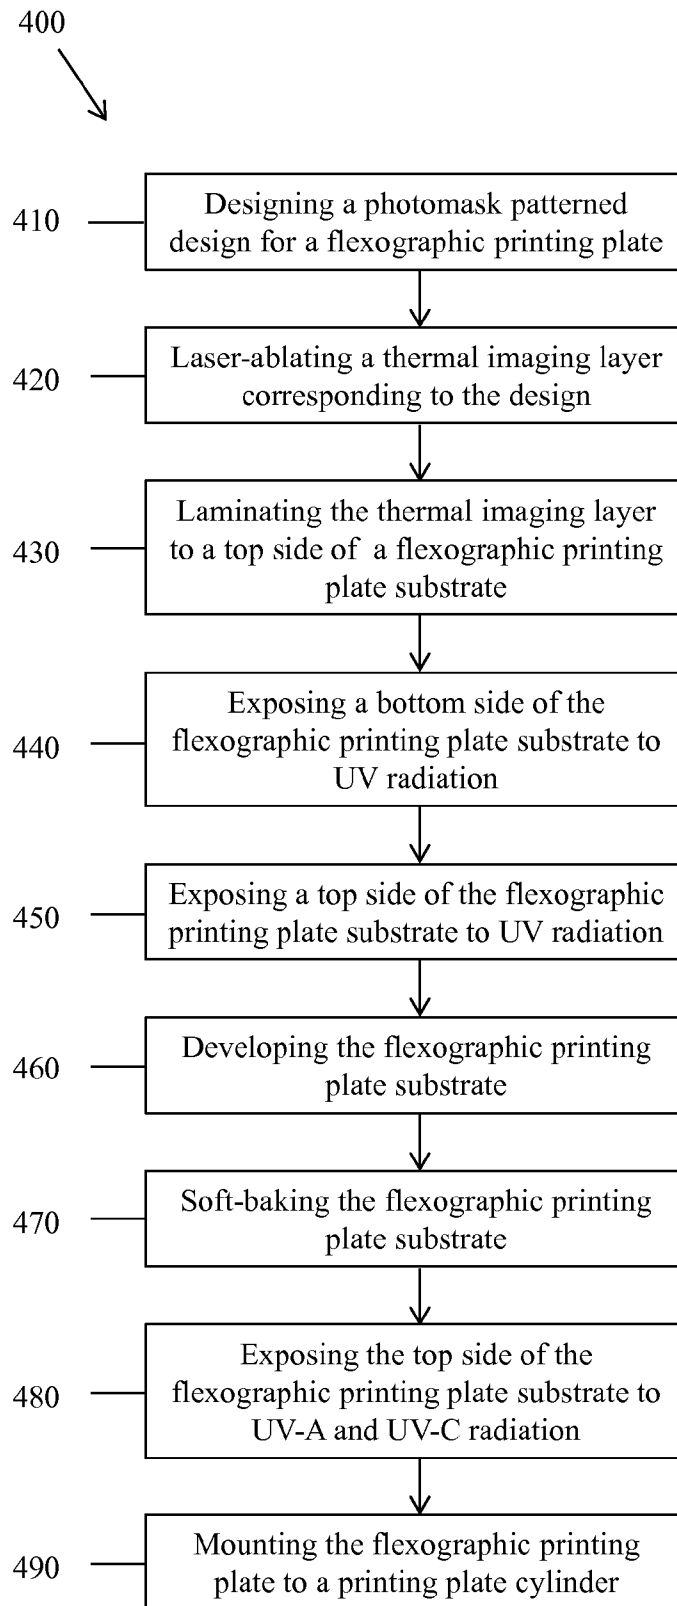 400
410
Designing a photomask patterned
design for a flexographic printing plate
420
Laser-ablating a thermal imaging layer
corresponding to the design
430
Laminating the thermal imaging layer
to a top side of a flexographic printing
plate substrate
440
Exposing a bottom side of the
flexographic printing plate substrate to
UV radiation
450
Exposing a top side of the flexographic
printing plate substrate to UV radiation
460
Developing the flexographic printing
plate substrate
470
Soft-baking the flexographic printing
plate substrate
480
Exposing the top side of the
flexographic printing plate substrate to
UV-A and UV-C radiation
490
Mounting the flexographic printing
plate to a printing plate cylinder